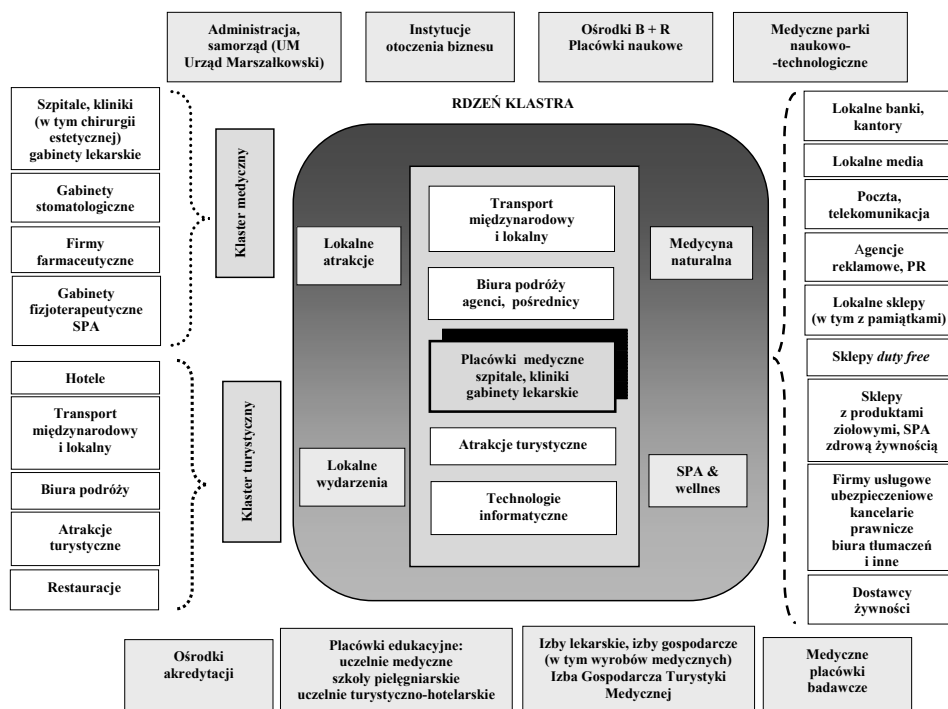 Administracja,
samorząd (UM
Urząd Marszałkowski)
Instytucje
otoczenia biznesu
Ośrodki B + R
Placówki naukowe
Medyczne parki
naukowo-
-technologiczne
RDZEŃ KLASTRA
Szpitale, kliniki
(w tym chirurgii
estetycznej)
gabinety lekarskie
Gabinety
stomatologiczne
Firmy
farmaceutyczne
Gabinety
fizjoterapeutyczne
SPA
Klaster medyczny
Hotele
Transport
międzynarodowy
i lokalny
Biura podróży
Atrakcje
turystyczne
Restauracje
Klaster turystyczny
Lokalne
atrakcje
Lokalne
wydarzenia
Transport
międzynarodowy
i lokalny
Biura podróży
agenci, pośrednicy
Placówki medyczne
szpitale, kliniki
gabinety lekarskie
Atrakcje turystyczne
Technologie
informatyczne
Medycyna
naturalna
SPA &
wellnes
Lokalne banki,
kantory
Lokalne media
Poczta,
telekomunikacja
Agencje
reklamowe, PR
Lokalne sklepy
(w tym z pamiątkami)
Sklepy duty free
Sklepy
z produktami
ziołowymi, SPA
zdrową żywnością
Firmy usługowe
ubezpieczeniowe
kancelarie
prawnicze
biura tłumaczeń
i inne
Dostawcy
żywności
Ośrodki
akredytacji
Placówki edukacyjne:
uczelnie medyczne
szkoły pielęgniarskie
uczelnie turystyczno-hotelarskie
Izby lekarskie, izby gospodarcze
(w tym wyrobów medycznych)
Izba Gospodarcza Turystyki
Medycznej
Medyczne
placówki
badawcze